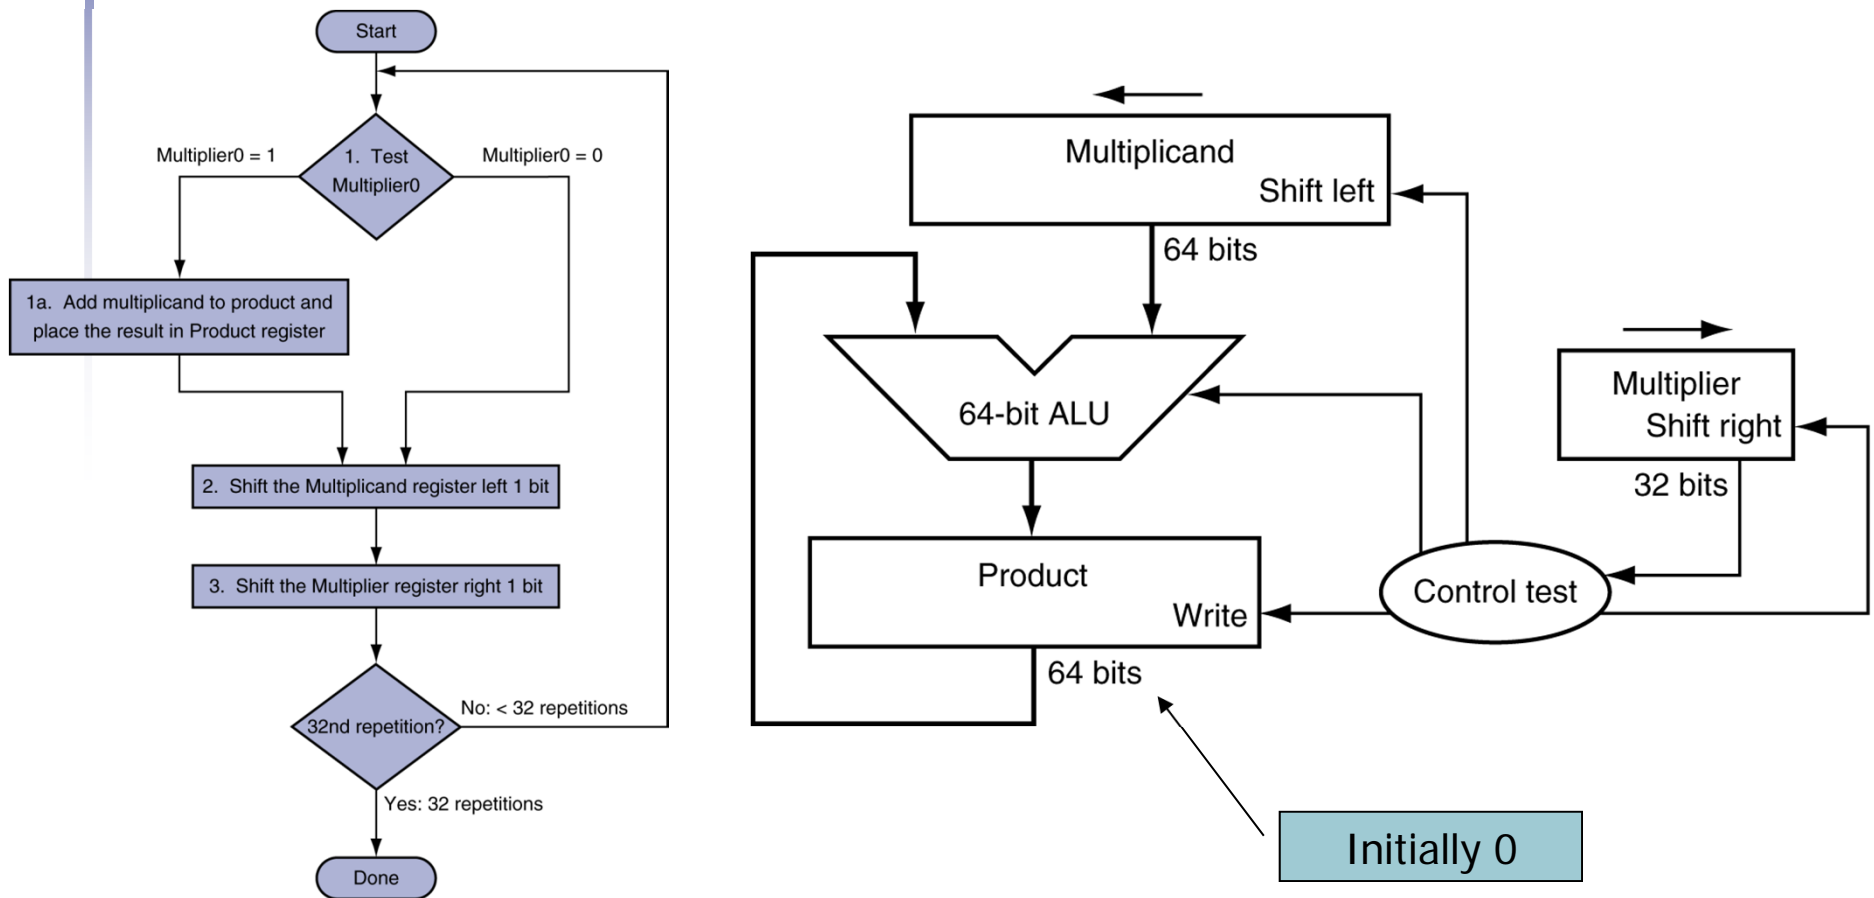 Start
Multiplier0 = 1
1. Test
Multiplier0
Multiplier0 = 0
1a. Add multiplicand to product and
place the result in Product register
2. Shift the Multiplicand register left 1 bit
3. Shift the Multiplier register right 1 bit
32nd repetition?
No: < 32 repetitions
Yes: 32 repetitions
Done
Multiplicand
Shift left
64 bits
64-bit ALU
Multiplier
Shift right
32 bits
Product
Write
Control test
64 bits
Initially 0